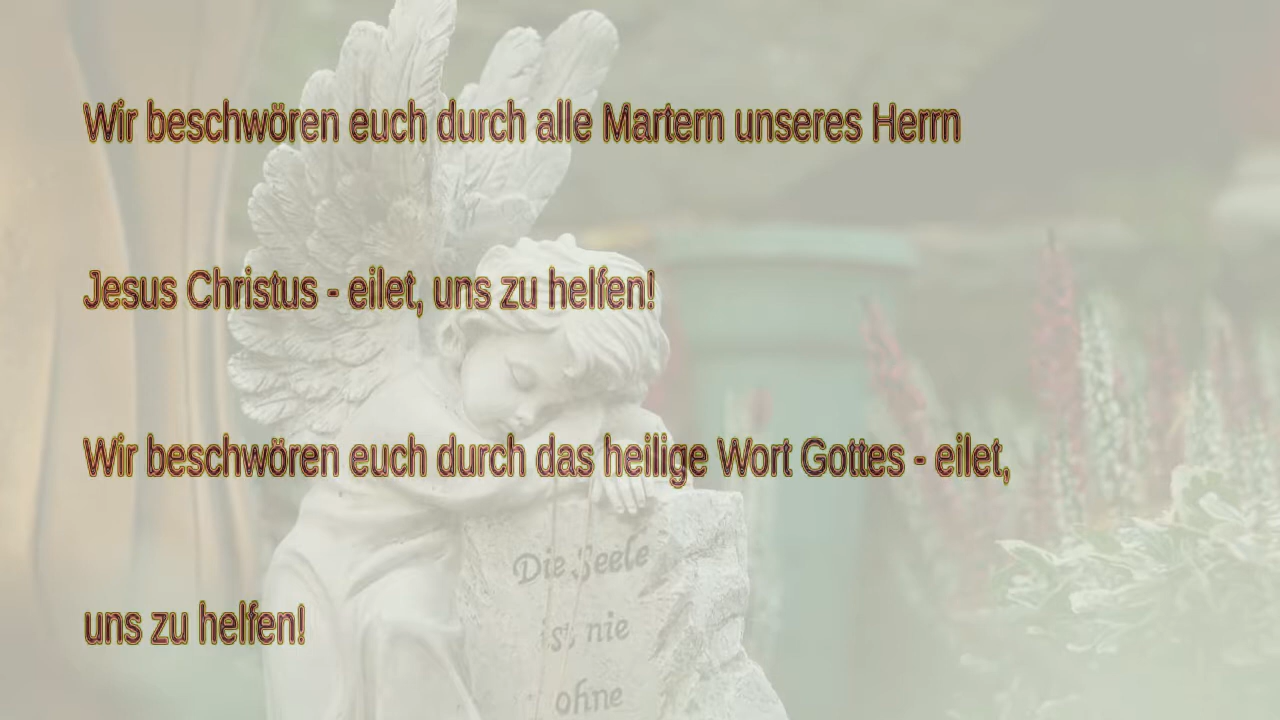 Wir beschwören euch durch alle Martern unseres Herrn
Jesus Christus - eilet, uns zu helfen!
Wir beschwören euch durch das heilige Wort Gottes - eilet,
uns zu helfen!
Die Seele
ist nie
ohne